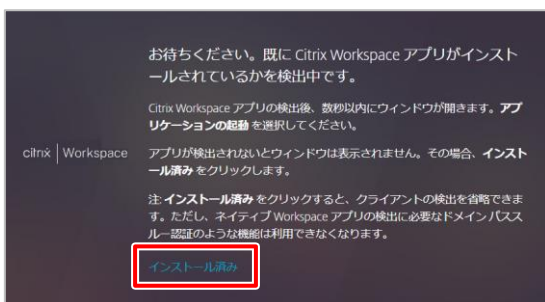 お待ちください。既に Citrix Workspace アプリがインスト
ールされているかを検出中です。
Citrix Workspace アプリの検出後、数秒以内にウィンドウが開きます。アプ
リケーションの起動 を選択してください。
citrix | Workspace
アプリが検出されないとウィンドウは表示されません。その場合、インスト
ール済み をクリックします。
注: インストール済み をクリックすると、クライアントの検出を省略できま
す。ただし、ネイティブ Workspace アプリの検出に必要なドメイン パスス
ルー認証のような機能は利用できなくなります。
インストール済み